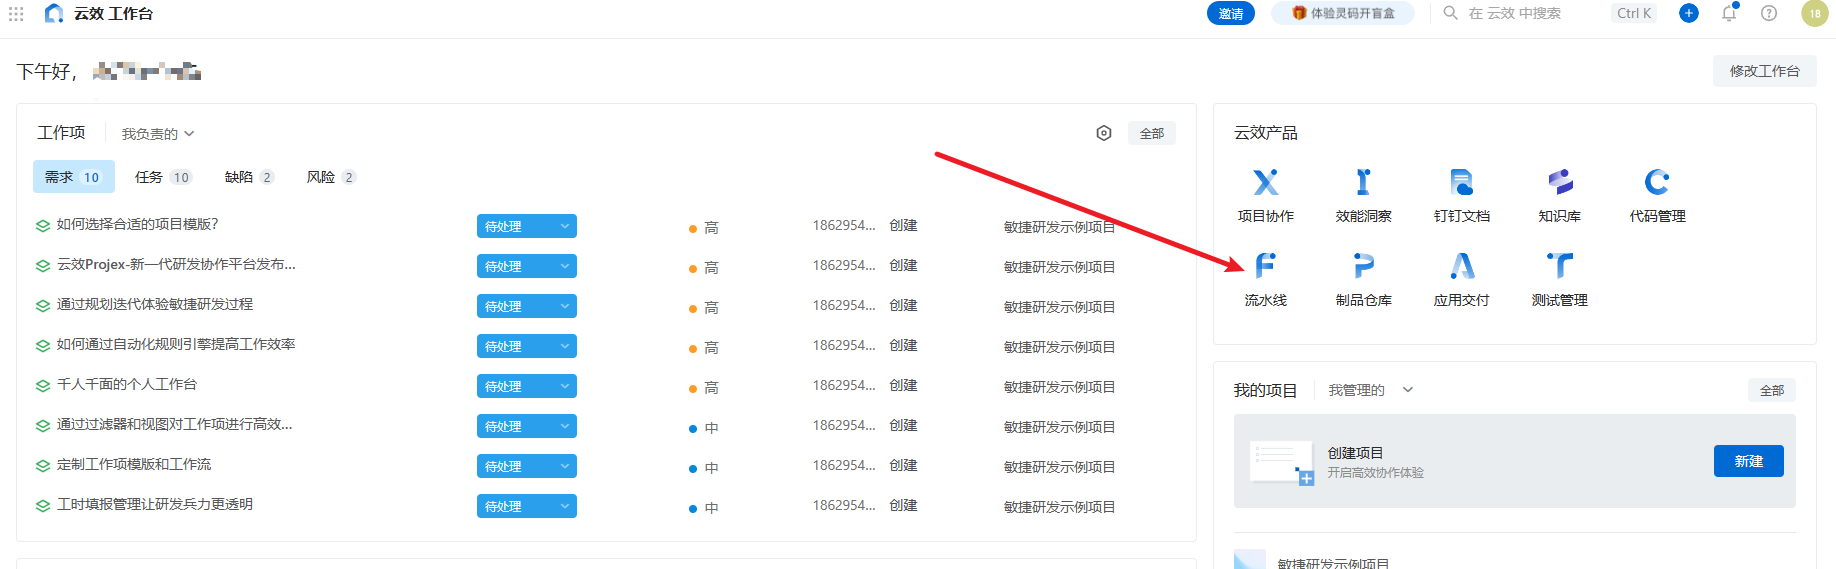 云效 工作台
邀请
体验灵码开盲盒
在 云效 中搜索
Ctrl K
18
下午好，
修改工作台
工作项
我负责的
全部
需求 10
任务 10
缺陷 2
风险 2
如何选择合适的项目模版？ 待处理 高 1862954... 创建 敏捷研发示例项目
云效Projex-新一代研发协作平台发布... 待处理 高 1862954... 创建 敏捷研发示例项目
通过规划迭代体验敏捷研发过程 待处理 高 1862954... 创建 敏捷研发示例项目
如何通过自动化规则引擎提高工作效率 待处理 高 1862954... 创建 敏捷研发示例项目
千人千面的个人工作台 待处理 高 1862954... 创建 敏捷研发示例项目
通过过滤器和视图对工作项进行高效... 待处理 中 1862954... 创建 敏捷研发示例项目
定制工作项模版和工作流 待处理 中 1862954... 创建 敏捷研发示例项目
工时填报管理让研发兵力更透明 待处理 中 1862954... 创建 敏捷研发示例项目
云效产品
项目协作 效能洞察 钉钉文档 知识库 代码管理
流水线 制品仓库 应用交付 测试管理
我的项目
我管理的
全部
创建项目
开启高效协作体验
新建
敏捷研发示例项目